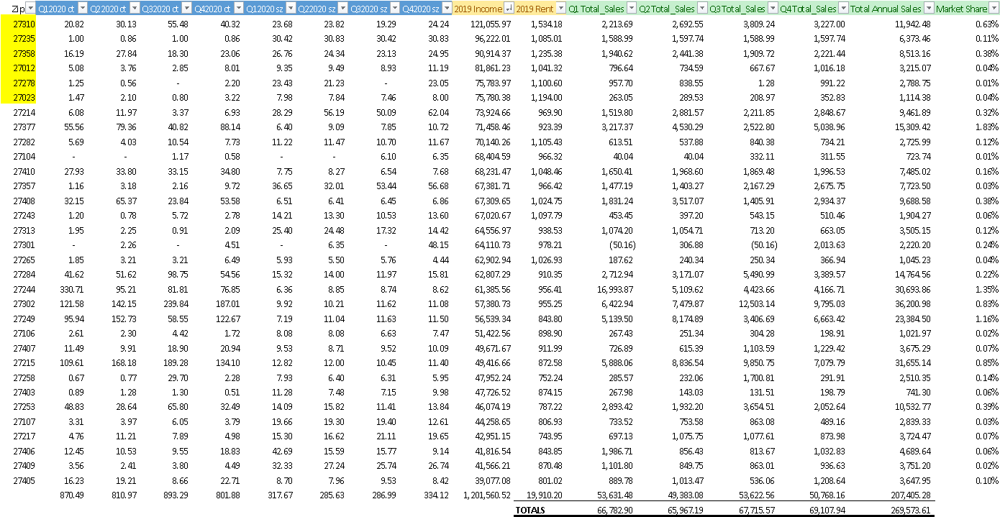 Zip Q12020 ct Q22020 ct Q32020 ct Q42020 ct Q12020 sz Q22020 sz Q32020 sz Q42020 sz 2019 Income 2019 Rent Q1 Total_Sales Q2Total_Sales Q3Total_Sales Q4Total_Sales Total Annual Sales Market Share
27310 20.82 30.13 55.48 40.32 23.68 23.82 19.29 24.24 121,055.97 1,534.18 2,213.69 2,692.55 3,809.24 3,227.00 11,942.48 0.63%
27235 1.00 0.86 1.00 0.86 30.42 30.83 30.42 30.83 96,222.01 1,085.01 1,588.99 1,597.74 1,588.99 1,597.74 6,373.46 0.11%
27358 16.19 27.84 18.30 23.06 26.76 24.34 23.13 24.95 90,914.37 1,235.38 1,940.62 2,441.38 1,909.72 2,221.44 8,513.16 0.38%
27012 5.08 3.76 2.85 8.01 9.35 9.49 8.93 11.19 81,861.23 1,041.32 796.64 734.59 667.67 1,016.18 3,215.07 0.04%
27278 1.25 0.56 - 2.20 23.43 21.23 - 23.05 75,783.97 1,100.60 957.70 838.55 1.28 991.22 2,788.75 0.01%
27023 1.47 2.10 0.80 3.22 7.98 7.84 7.46 8.00 75,780.38 1,194.00 263.05 289.53 208.97 352.83 1,114.38 0.04%
27214 6.08 11.97 3.37 6.93 28.29 56.19 50.09 62.04 73,924.66 969.90 1,519.80 2,881.57 2,211.85 2,848.67 9,461.89 0.32%
27377 55.56 79.36 40.82 88.14 6.40 9.09 7.85 10.72 71,458.46 923.39 3,217.37 4,530.29 2,522.80 5,038.96 15,309.42 1.83%
27282 5.69 4.03 10.54 7.73 11.22 11.47 10.70 11.67 70,140.26 1,105.43 613.51 537.88 840.38 734.21 2,725.99 0.12%
27104 - - 1.17 0.58 - - 6.10 6.35 68,404.59 966.32 40.04 40.04 332.11 311.55 723.74 0.01%
27410 27.93 33.80 33.15 34.80 7.75 8.27 6.54 7.68 68,231.47 1,048.46 1,650.41 1,968.60 1,869.48 1,996.53 7,485.02 0.16%
27357 1.16 3.18 2.16 9.72 36.65 32.01 53.44 56.68 67,381.71 966.42 1,477.19 1,403.27 2,167.29 2,675.75 7,723.50 0.03%
27408 32.15 65.37 23.84 53.58 6.51 6.41 6.45 6.86 67,309.65 1,024.75 1,831.24 3,517.07 1,405.91 2,934.37 9,688.58 0.38%
27243 1.20 0.78 5.72 2.78 14.21 13.30 10.53 13.60 67,020.67 1,097.79 453.45 397.20 543.15 510.46 1,904.27 0.06%
27313 1.95 2.25 0.91 2.09 25.40 24.48 17.32 14.42 64,556.97 938.53 1,074.20 1,054.71 713.20 663.05 3,505.15 0.12%
27301 - 2.26 - 4.51 - 6.35 - 48.15 64,110.73 978.21 (50.16) 306.88 (50.16) 2,013.63 2,220.20 0.24%
27265 1.85 3.21 3.21 6.49 5.93 5.50 5.76 4.44 62,902.94 1,026.93 187.62 240.34 250.34 366.94 1,045.23 0.04%
27284 41.62 51.62 98.75 54.56 15.32 14.00 11.97 15.81 62,807.29 910.35 2,712.94 3,171.07 5,490.99 3,389.57 14,764.56 0.22%
27244 330.71 95.21 81.81 76.85 6.36 8.85 8.74 8.62 61,385.56 956.41 16,993.87 5,109.62 4,423.66 4,166.71 30,693.86 1.35%
27302 121.58 142.15 239.84 187.01 9.92 10.21 11.62 11.08 57,380.73 955.25 6,422.94 7,479.87 12,503.14 9,795.03 36,200.98 0.83%
27249 95.94 152.73 58.55 122.67 7.19 11.04 11.63 11.50 56,539.34 843.80 5,139.50 8,174.89 3,406.69 6,663.42 23,384.50 1.16%
27106 2.61 2.30 4.42 1.72 8.08 8.08 6.63 7.47 51,422.56 898.90 267.43 251.34 304.28 198.91 1,021.97 0.02%
27407 11.49 9.91 18.90 20.94 9.53 8.71 9.52 10.09 49,671.67 911.99 726.89 615.39 1,103.59 1,229.42 3,675.29 0.07%
27215 109.61 168.18 189.28 134.10 12.82 12.00 10.45 11.40 49,416.66 872.58 5,888.06 8,836.54 9,850.75 7,079.79 31,655.14 0.85%
27258 0.67 0.77 29.70 2.28 7.93 6.40 6.31 5.95 47,952.24 752.24 285.57 232.06 1,700.81 291.91 2,510.35 0.14%
27403 0.89 1.28 1.30 0.51 11.28 7.48 7.15 9.98 47,726.52 874.15 267.98 143.03 131.51 198.79 741.30 0.06%
27253 48.83 28.64 65.80 32.49 14.09 15.82 11.41 13.84 46,074.19 787.22 2,893.42 1,932.20 3,654.51 2,052.64 10,532.77 0.39%
27107 3.31 3.97 6.05 3.79 19.66 19.30 19.40 12.61 44,258.65 806.93 733.52 753.58 863.08 489.16 2,839.33 0.03%
27217 4.76 11.21 7.89 4.98 15.30 16.62 21.11 19.65 42,951.15 743.95 697.13 1,075.75 1,077.61 873.98 3,724.47 0.07%
27406 12.45 10.53 9.55 18.83 42.69 15.59 15.77 9.14 41,816.54 843.85 1,986.71 856.43 813.67 1,032.83 4,689.64 0.06%
27409 3.56 2.41 3.80 4.49 32.33 27.24 25.74 26.74 41,566.21 870.48 1,101.80 849.75 863.01 936.63 3,751.20 0.02%
27405 16.23 19.21 8.66 22.71 8.70 7.96 9.53 8.42 39,077.08 801.02 889.78 1,013.47 536.06 1,208.64 3,647.95 0.10%
870.49 810.97 893.29 801.88 317.67 285.63 286.99 334.12 1,201,560.52 19,910.20 53,631.48 49,383.08 53,622.56 50,768.16 207,405.28
TOTALS 66,782.90 65,967.19 67,715.57 69,107.94 269,573.61